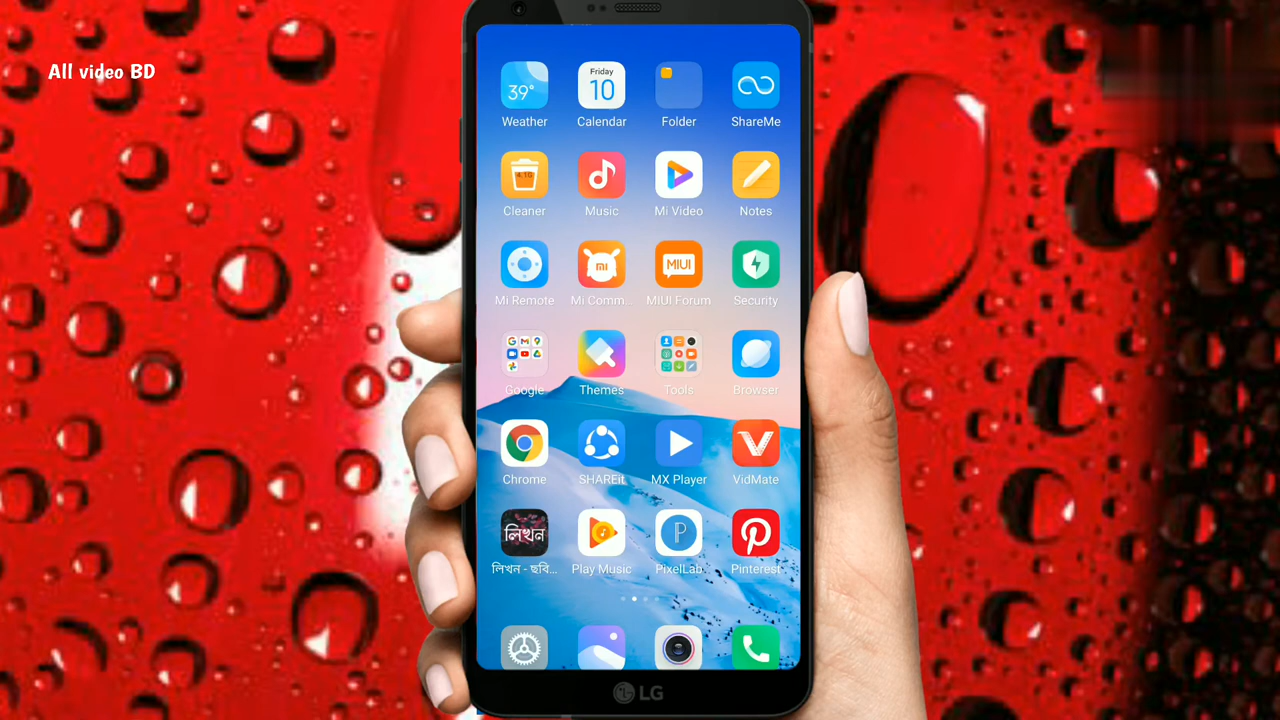 All video BD
39°
Friday
10
Weather
Calendar
Folder
ShareMe
Cleaner
Music
Mi Video
Notes
mi
MIUI
Mi Remote
Mi Comm...
MIUI Forum
Security
Google
Themes
Tools
Browser
Chrome
SHAREit
MX Player
VidMate
লিখন
P
লিখন - ছবি...
Play Music
PixelLab
Pinterest
LG